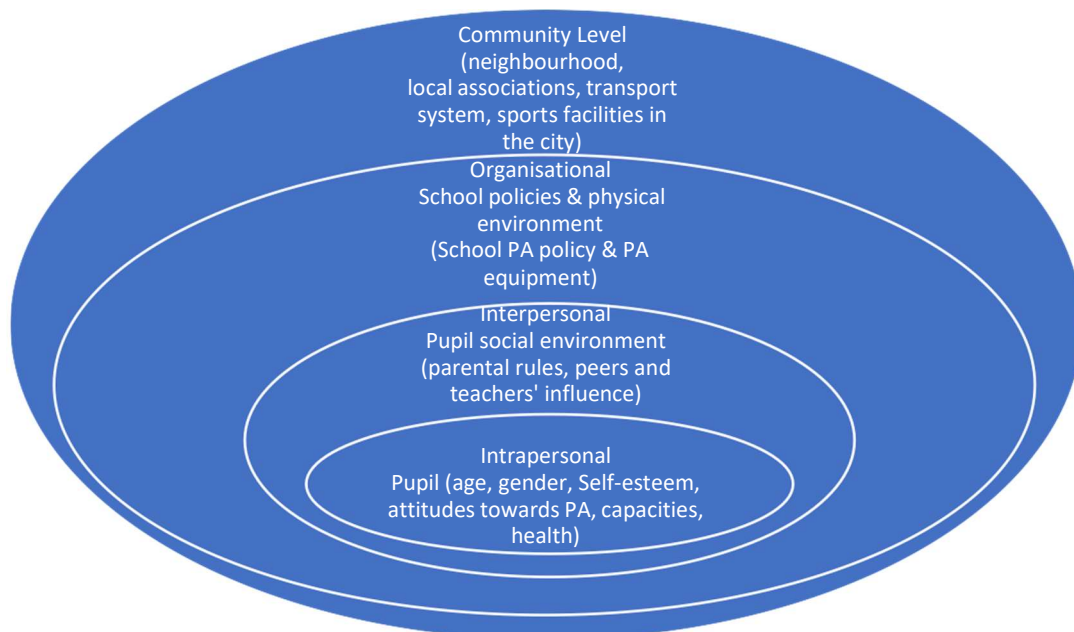 Community Level
(neighbourhood,
local associations, transport
system, sports facilities in
the city)
Organisational
School policies & physical
environment
(School PA policy & PA
equipment)
Interpersonal
Pupil social environment
(parental rules, peers and
teachers' influence)
Intrapersonal
Pupil (age, gender, Self-esteem,
attitudes towards PA, capacities,
health)